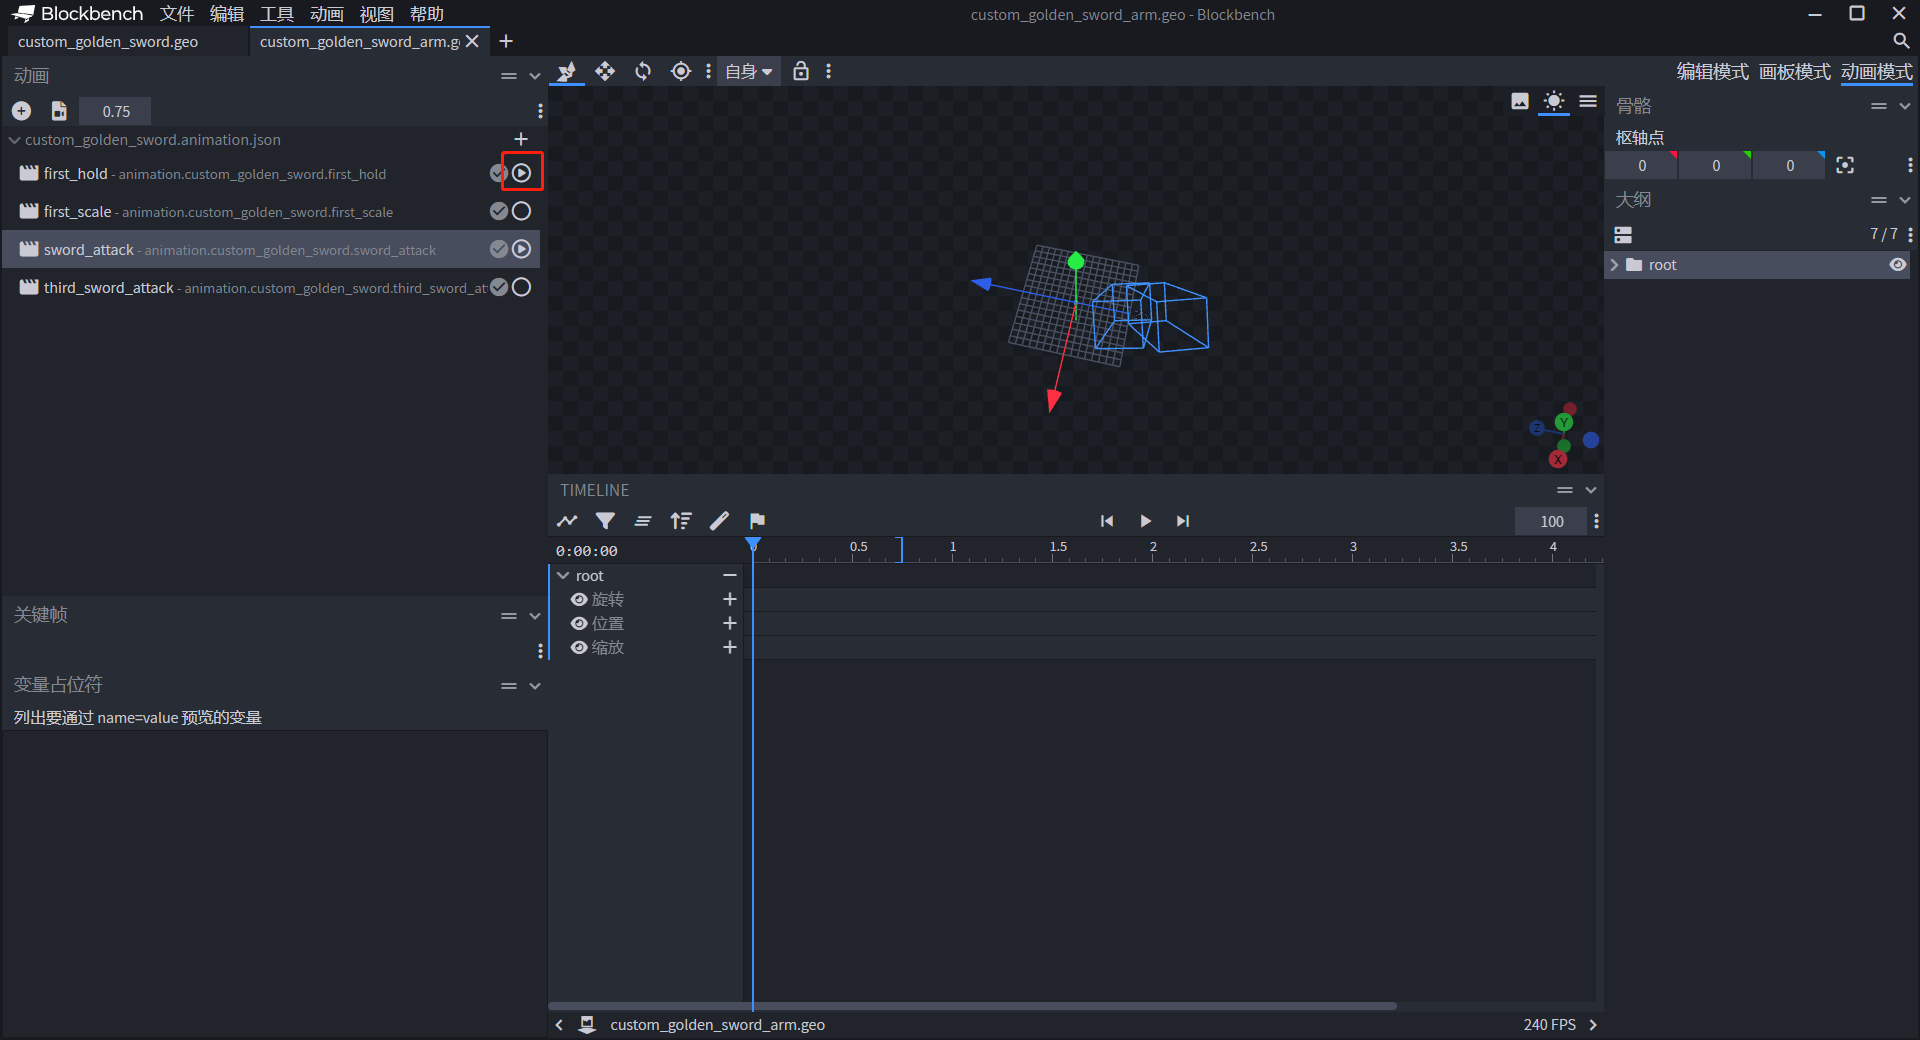 Blockbench 文件 编辑 工具 动画 视图 帮助
custom_golden_sword_arm.geo - Blockbench
custom_golden_sword.geo
custom_golden_sword_arm.g
动画
自身
编辑模式 画板模式 动画模式
0.75
custom_golden_sword.animation.json
first_hold - animation.custom_golden_sword.first_hold
first_scale - animation.custom_golden_sword.first_scale
sword_attack - animation.custom_golden_sword.sword_attack
third_sword_attack - animation.custom_golden_sword.third_sword_at
骨骼
枢轴点
0 0 0
大纲
7 / 7
root
Z Y X
TIMELINE
100
0:00:00
0 0.5 1 1.5 2 2.5 3 3.5 4
root
旋转
位置
缩放
关键帧
变量占位符
列出要通过 name=value 预览的变量
custom_golden_sword_arm.geo
240 FPS